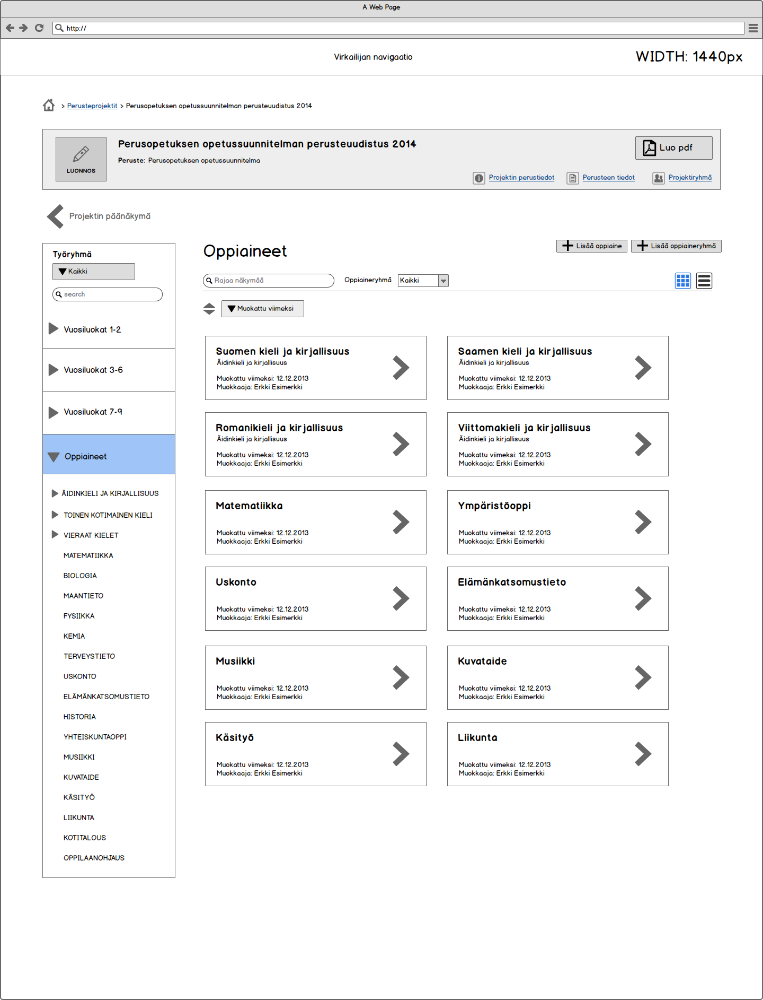 A Web Page
http://
Virkailijan navigaatio
WIDTH: 1440px
> Perusteprojektit > Perusopetuksen opetussuunnitelman perusteuudistus 2014
LUONNOS
Perusopetuksen opetussuunnitelman perusteuudistus 2014
Peruste: Perusopetuksen opetussuunnitelma
Luo pdf
Projektin perustiedot
Perusteen tiedot
Projektiryhmä
Projektin päänäkymä
Työryhmä
Kaikki
search
Vuosiluokat 1-2
Vuosiluokat 3-6
Vuosiluokat 7-9
Oppiaineet
ÄIDINKIELI JA KIRJALLISUUS
TOINEN KOTIMAINEN KIELI
VIERAAT KIELET
MATEMATIIKKA
BIOLOGIA
MAANTIETO
FYSIIKKA
KEMIA
TERVEYSTIETO
USKONTO
ELÄMÄNKATSOMUSTIETO
HISTORIA
YHTEISKUNTAOPPI
MUSIIKKI
KUVATAIDE
KÄSITYÖ
LIIKUNTA
KOTITALOUS
OPPILAANOHJAUS
Oppiaineet
Lisää oppiaine
Lisää oppiaineryhmä
Rajaa näkymää
Oppiaineryhmä
Kaikki
Muokattu viimeksi
Suomen kieli ja kirjallisuus
Äidinkieli ja kirjallisuus
Muokattu viimeksi: 12.12.2013
Muokkaaja: Erkki Esimerkki
Saamen kieli ja kirjallisuus
Äidinkieli ja kirjallisuus
Muokattu viimeksi: 12.12.2013
Muokkaaja: Erkki Esimerkki
Romanikieli ja kirjallisuus
Äidinkieli ja kirjallisuus
Muokattu viimeksi: 12.12.2013
Muokkaaja: Erkki Esimerkki
Viittomakieli ja kirjallisuus
Äidinkieli ja kirjallisuus
Muokattu viimeksi: 12.12.2013
Muokkaaja: Erkki Esimerkki
Matematiikka
Muokattu viimeksi: 12.12.2013
Muokkaaja: Erkki Esimerkki
Ympäristöoppi
Muokattu viimeksi: 12.12.2013
Muokkaaja: Erkki Esimerkki
Uskonto
Muokattu viimeksi: 12.12.2013
Muokkaaja: Erkki Esimerkki
Elämänkatsomustieto
Muokattu viimeksi: 12.12.2013
Muokkaaja: Erkki Esimerkki
Musiikki
Muokattu viimeksi: 12.12.2013
Muokkaaja: Erkki Esimerkki
Kuvataide
Muokattu viimeksi: 12.12.2013
Muokkaaja: Erkki Esimerkki
Käsityö
Muokattu viimeksi: 12.12.2013
Muokkaaja: Erkki Esimerkki
Liikunta
Muokattu viimeksi: 12.12.2013
Muokkaaja: Erkki Esimerkki